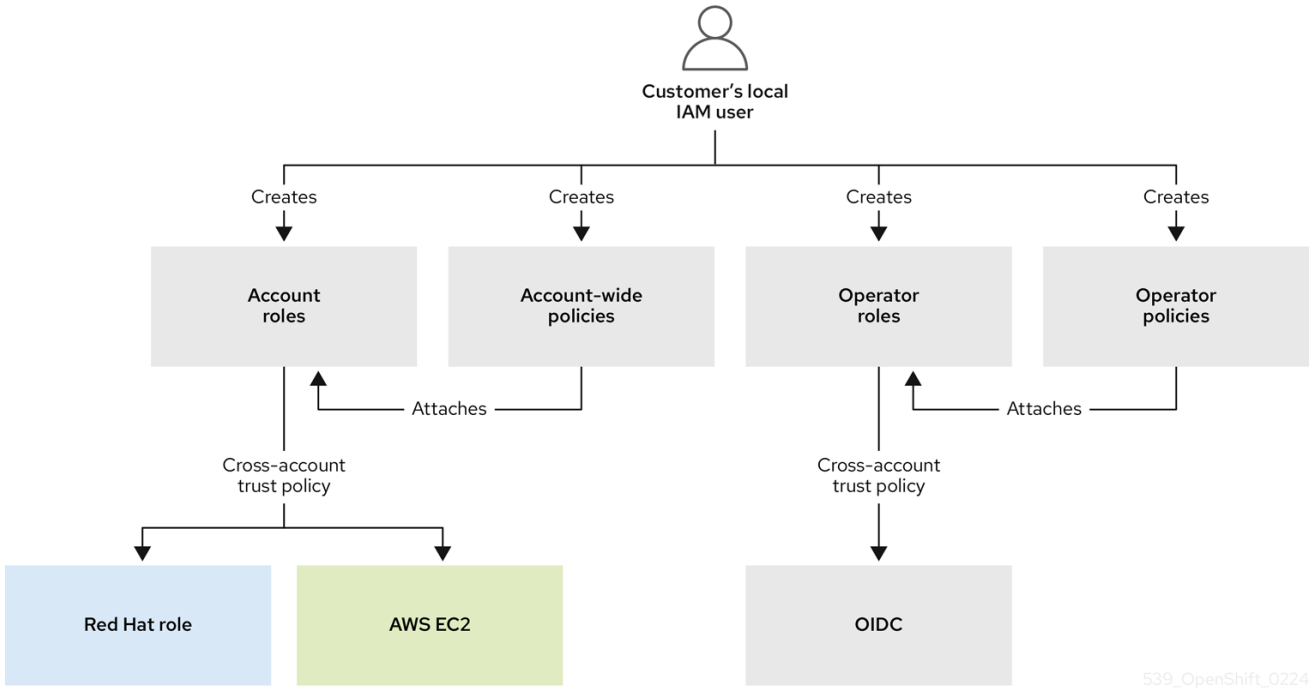 Customer’s local
IAM user
Creates
Creates
Creates
Creates
Account
roles
Account-wide
policies
Operator
roles
Operator
policies
Attaches
Attaches
Cross-account
trust policy
Cross-account
trust policy
Red Hat role
AWS EC2
OIDC
539_OpenShift_0224